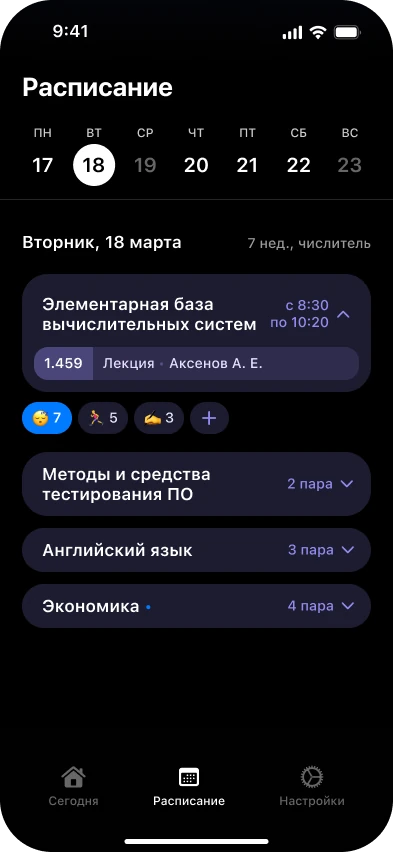 9:41
Расписание
ПН ВТ СР ЧТ ПТ СБ ВС
17 18 19 20 21 22 23
Вторник, 18 марта 7 нед., числитель
Элементарная база с 8:30
вычислительных систем по 10:20
1.459 Лекция • Аксенов А. Е.
😴 7 🏃 5 ✍️ 3 +
Методы и средства
тестирования ПО 2 пара
Английский язык 3 пара
Экономика • 4 пара
Сегодня Расписание Настройки